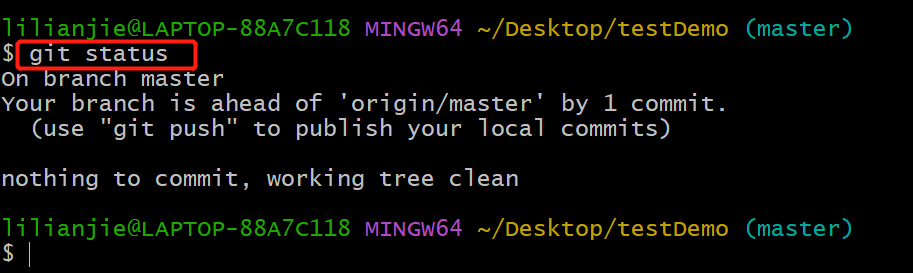 lilianjie@LAPTOP-88A7C118 MINGW64 ~/Desktop/testDemo (master)
$ git status
On branch master
Your branch is ahead of 'origin/master' by 1 commit.
  (use "git push" to publish your local commits)

nothing to commit, working tree clean

lilianjie@LAPTOP-88A7C118 MINGW64 ~/Desktop/testDemo (master)
$